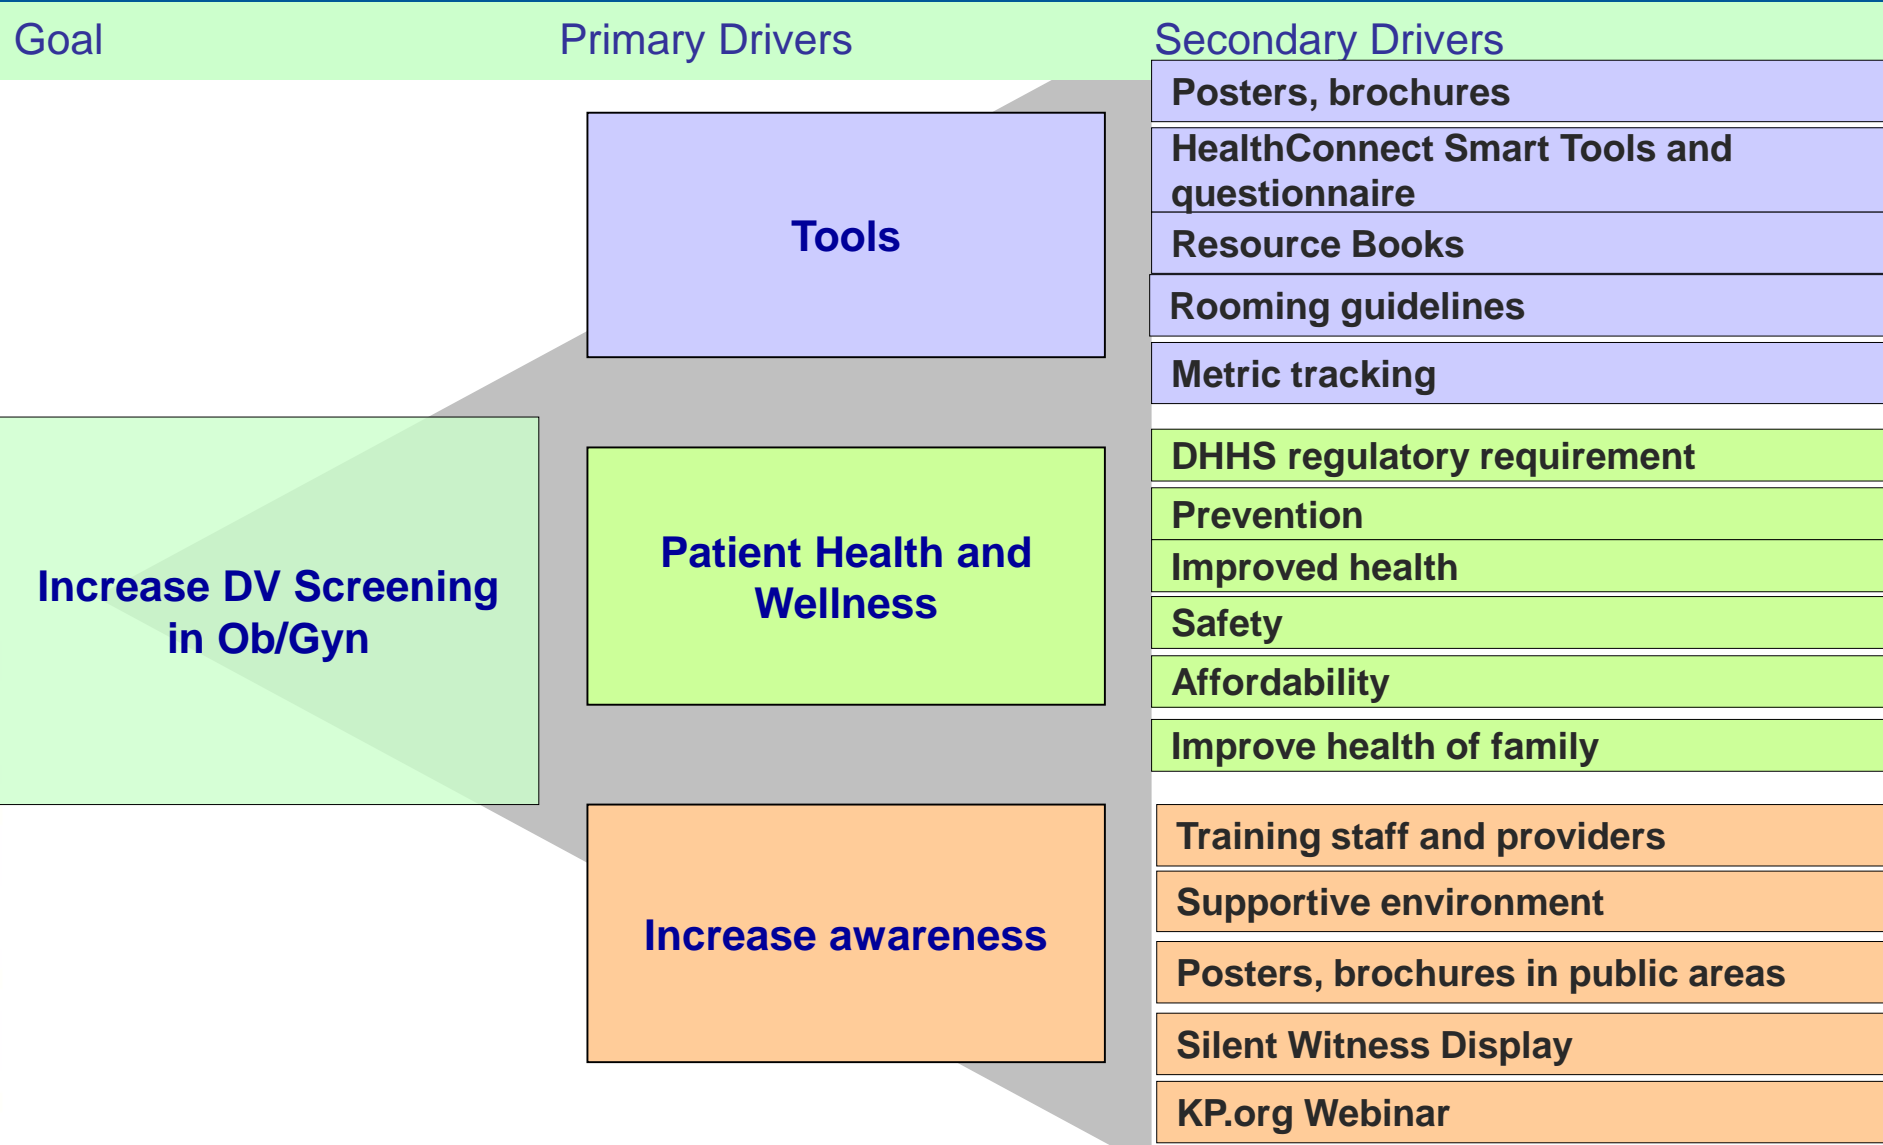 Goal
Primary Drivers
Secondary Drivers
Increase DV Screening
in Ob/Gyn
Tools
Posters, brochures
HealthConnect Smart Tools and
questionnaire
Resource Books
Rooming guidelines
Metric tracking
Patient Health and
Wellness
DHHS regulatory requirement
Prevention
Improved health
Safety
Affordability
Improve health of family
Increase awareness
Training staff and providers
Supportive environment
Posters, brochures in public areas
Silent Witness Display
KP.org Webinar